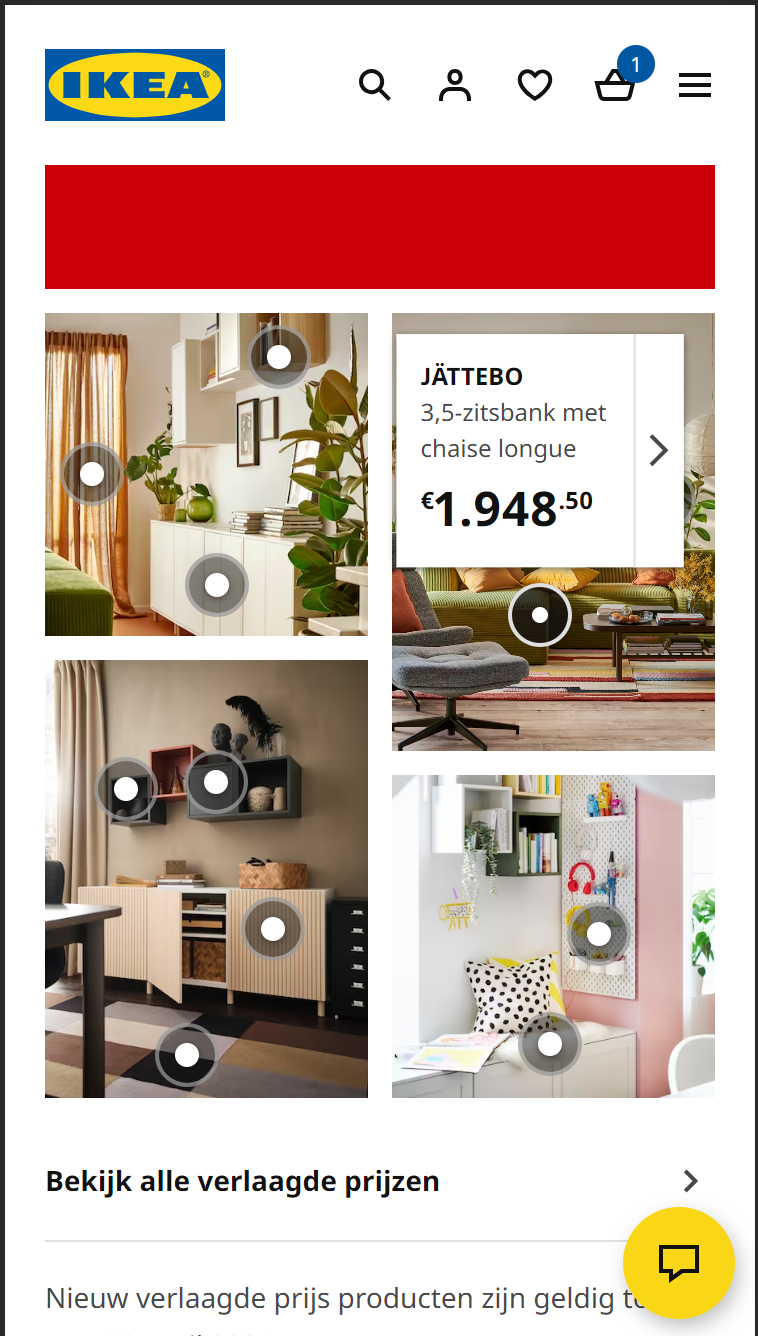 IKEA
1
JÄTTEBO
3,5-zitsbank met
chaise longue
€1.948.50
Bekijk alle verlaagde prijzen
Nieuw verlaagde prijs producten zijn geldig